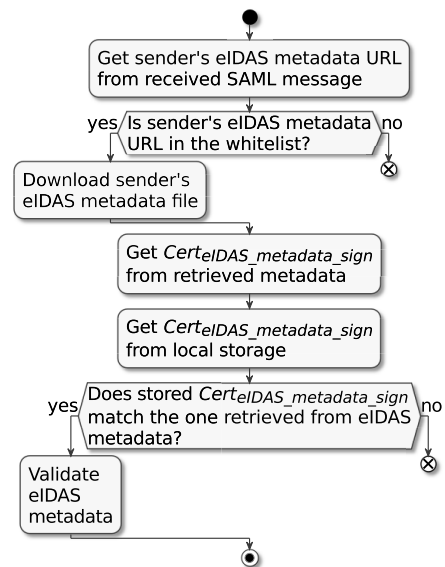 Get sender's eIDAS metadata URL
from received SAML message
yes
Is sender's eIDAS metadata
URL in the whitelist?
no
Download sender's
eIDAS metadata file
Get CerteIDAS_metadata_sign
from retrieved metadata
Get CerteIDAS_metadata_sign
from local storage
yes
Does stored CerteIDAS_metadata_sign
match the one retrieved from eIDAS
metadata?
no
Validate
eIDAS
metadata